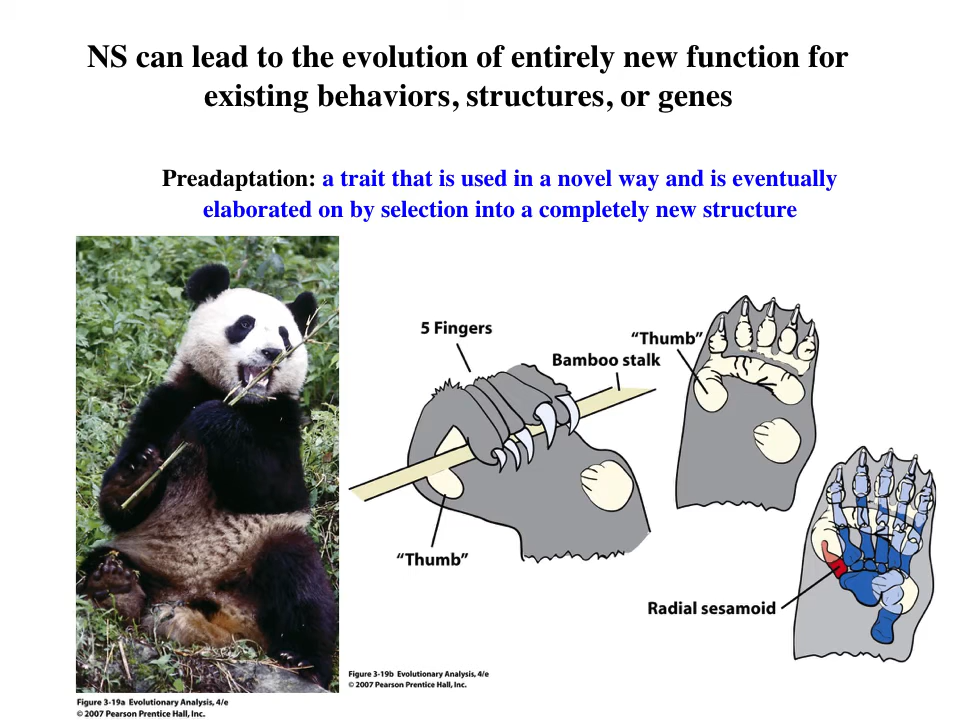 NS can lead to the evolution of entirely new function for
existing behaviors, structures, or genes
Preadaptation: a trait that is used in a novel way and is eventually
elaborated on by selection into a completely new structure
5 Fingers
"Thumb"
Bamboo stalk
"Thumb"
Radial sesamoid
Figure 3-19b Evolutionary Analysis, 4/e
© 2007 Pearson Prentice Hall, Inc.
Figure 3-19a Evolutionary Analysis, 4/e
© 2007 Pearson Prentice Hall, Inc.